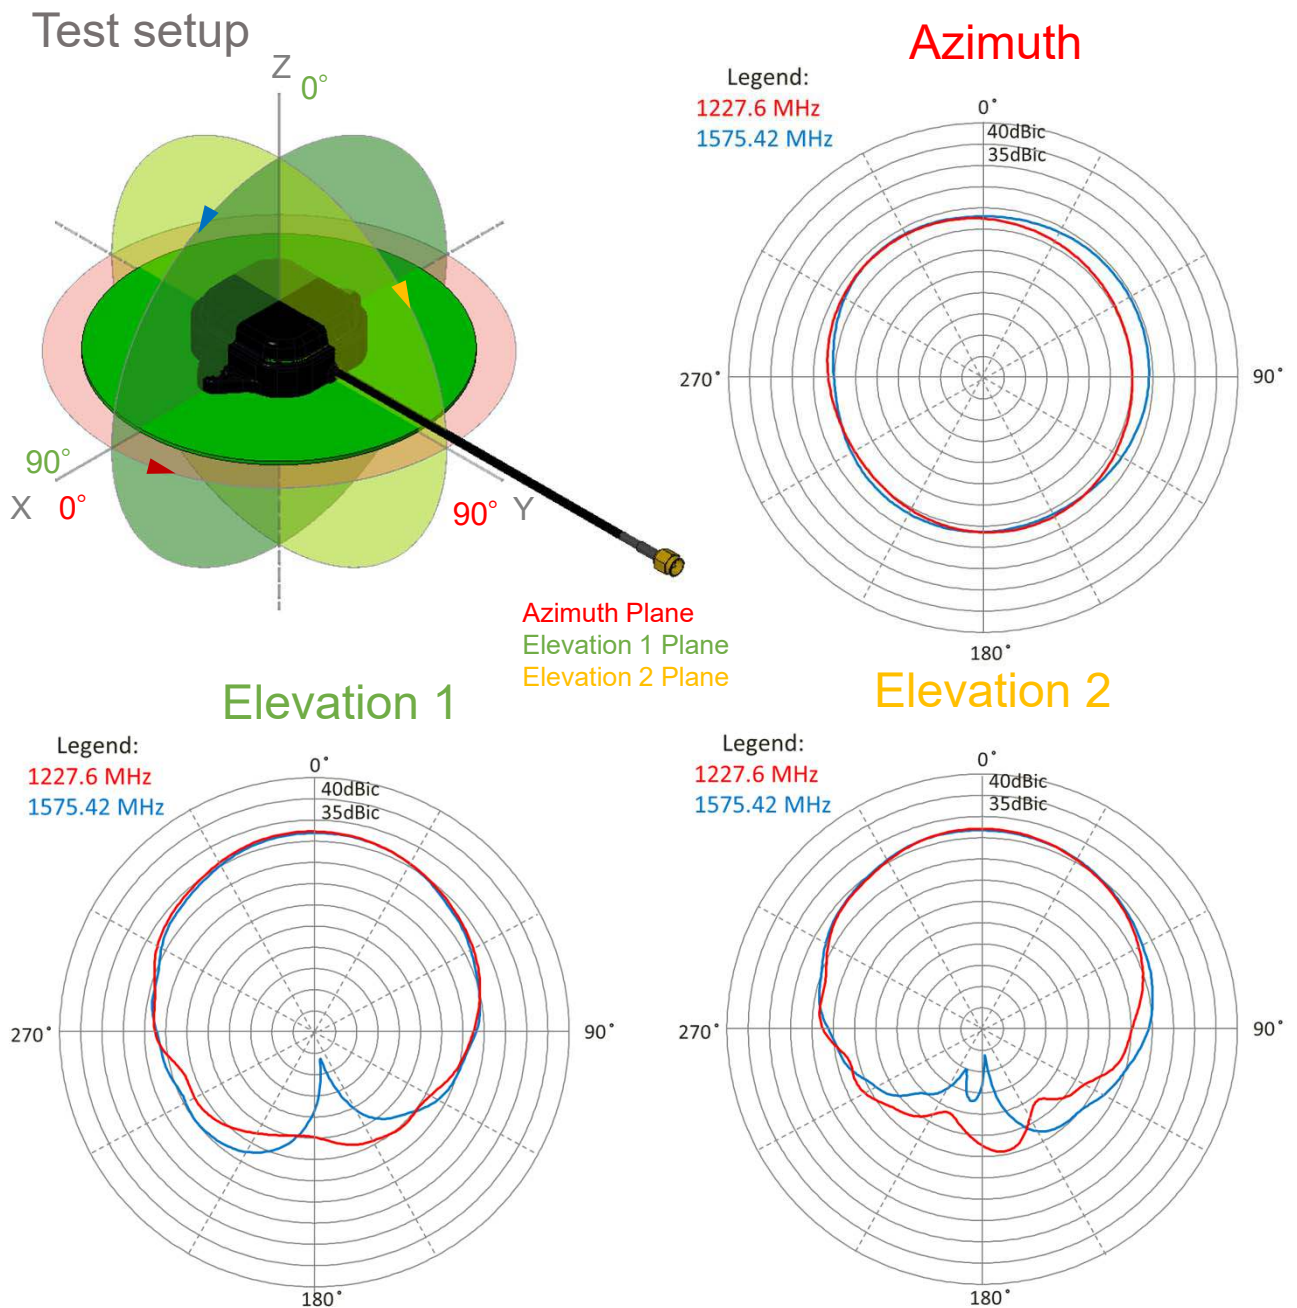 Test setup
Z
0°
90°
X
0°
90°
Y
Azimuth Plane
Elevation 1 Plane
Elevation 2 Plane
Azimuth
Legend:
1227.6 MHz
1575.42 MHz
0°
40dBic
35dBic
270°
90°
180°
Elevation 1
Legend:
1227.6 MHz
1575.42 MHz
0°
40dBic
35dBic
270°
90°
180°
Elevation 2
Legend:
1227.6 MHz
1575.42 MHz
0°
40dBic
35dBic
270°
90°
180°